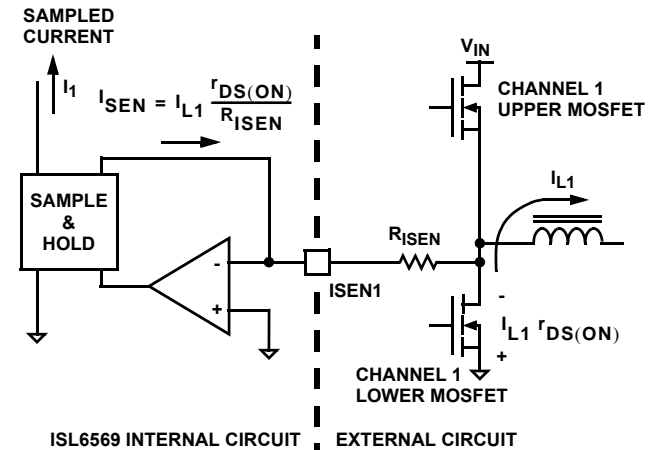 SAMPLED
CURRENT
I1
ISEN = IL1 rDS(ON) / RISEN
VIN
CHANNEL 1
UPPER MOSFET
IL1
SAMPLE
&
HOLD
RISEN
-
+
ISEN1
-
IL1 rDS(ON)
+
CHANNEL 1
LOWER MOSFET
ISL6569 INTERNAL CIRCUIT
EXTERNAL CIRCUIT